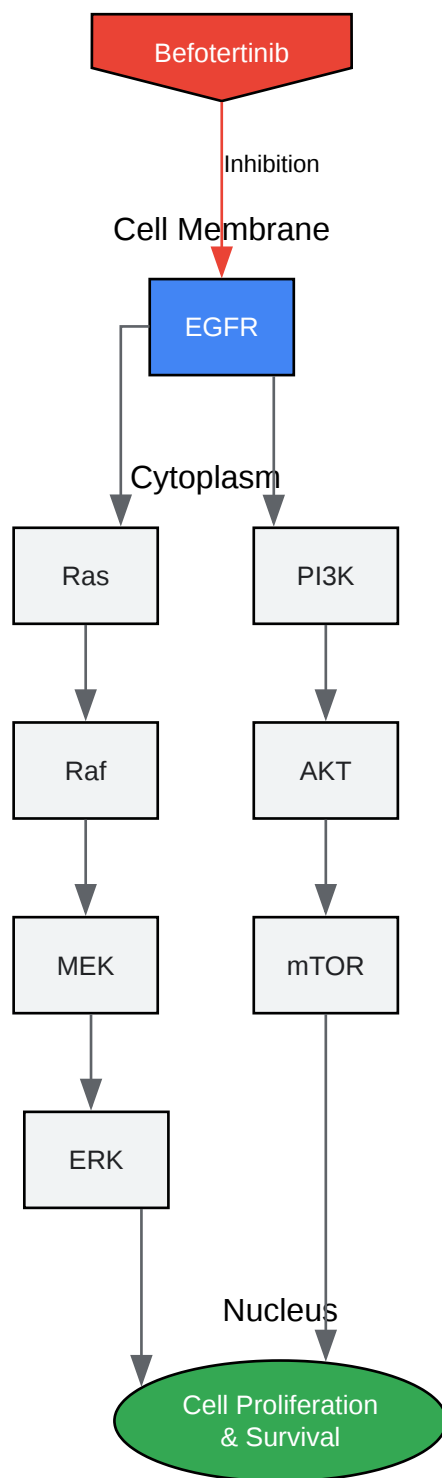 Befotertinib
Inhibition
Cell Membrane
EGFR
Cytoplasm
Ras
PI3K
Raf
AKT
MEK
mTOR
ERK
Nucleus
Cell Proliferation
& Survival